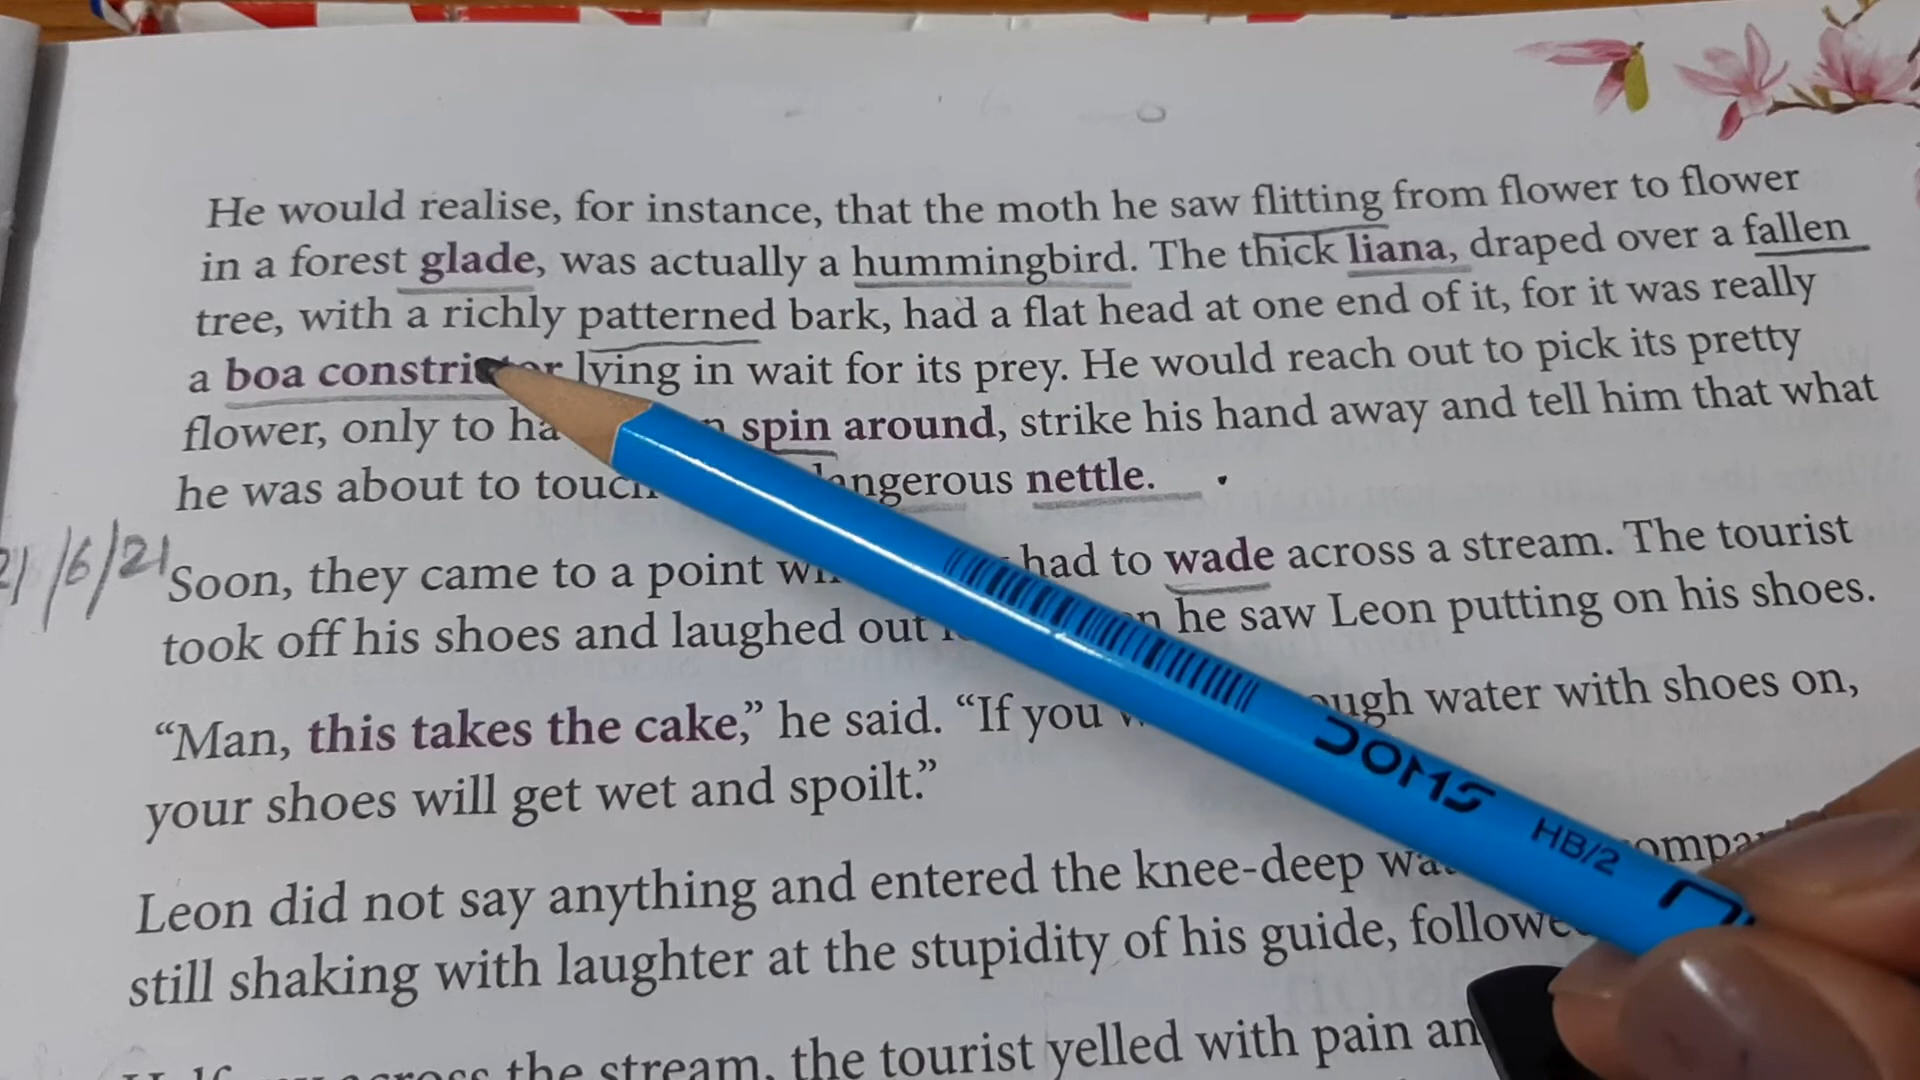 He would realise, for instance, that the moth he saw flitting from flower to flower
in a forest glade, was actually a hummingbird. The thick liana, draped over a fallen
tree, with a richly patterned bark, had a flat head at one end of it, for it was really
a boa constrictor lying in wait for its prey. He would reach out to pick its pretty
flower, only to spin around, strike his hand away and tell him that what
he was about to touch dangerous nettle.
21/6/21
Soon, they came to a point had to wade across a stream. The tourist
took off his shoes and laughed out he saw Leon putting on his shoes.
“Man, this takes the cake,” he said. “If you water with shoes on,
your shoes will get wet and spoilt.”
Leon did not say anything and entered the knee-deep
still shaking with laughter at the stupidity of his guide,
across the stream, the tourist yelled with pain
DOMS
HB/2